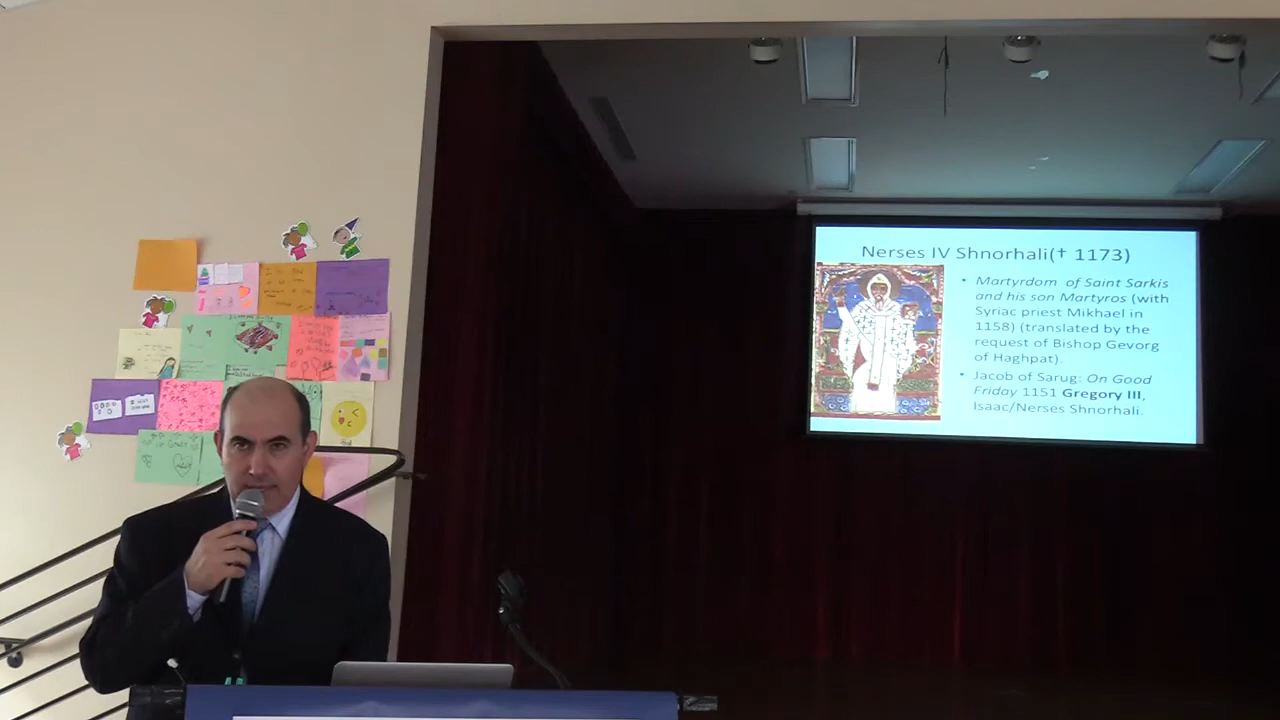 Nerses IV Shnorhali(† 1173)
• Martyrdom of Saint Sarkis
and his son Martyros (with
Syriac priest Mikhael in
1158) (translated by the
request of Bishop Gevorg
of Haghpat).
• Jacob of Sarug: On Good
Friday 1151 Gregory III,
Isaac/Nerses Shnorhali.